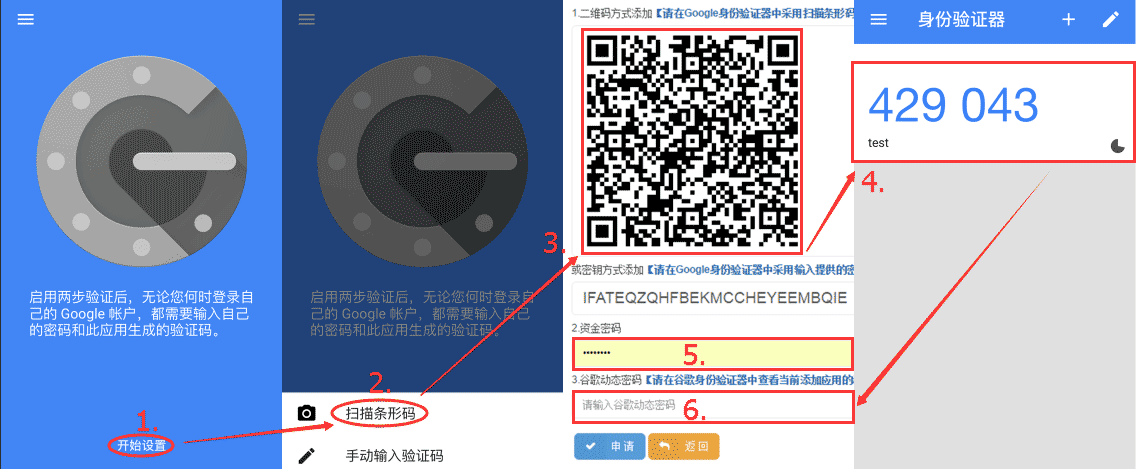 启用两步验证后，无论您何时登录自
己的 Google 帐户，都需要输入自己
的密码和此应用生成的验证码。
1.
开始设置
启用两步验证后，无论您何时登录自
己的 Google 帐户，都需要输入自己
的密码和此应用生成的验证码。
2.
扫描条形码
手动输入验证码
3.
1.二维码方式添加【请在Google身份验证器中采用扫描条形码
或密钥方式添加【请在Google身份验证器中采用输入提供的密
IFATEQZQHFBEKMCCHEYEEMBQIE
2.资金密码
•••••••• 5.
3.谷歌动态密码【请在谷歌身份验证器中查看当前添加应用的
请输入谷歌动态密码 6.
申请 返回
身份验证器
429 043
test
4.